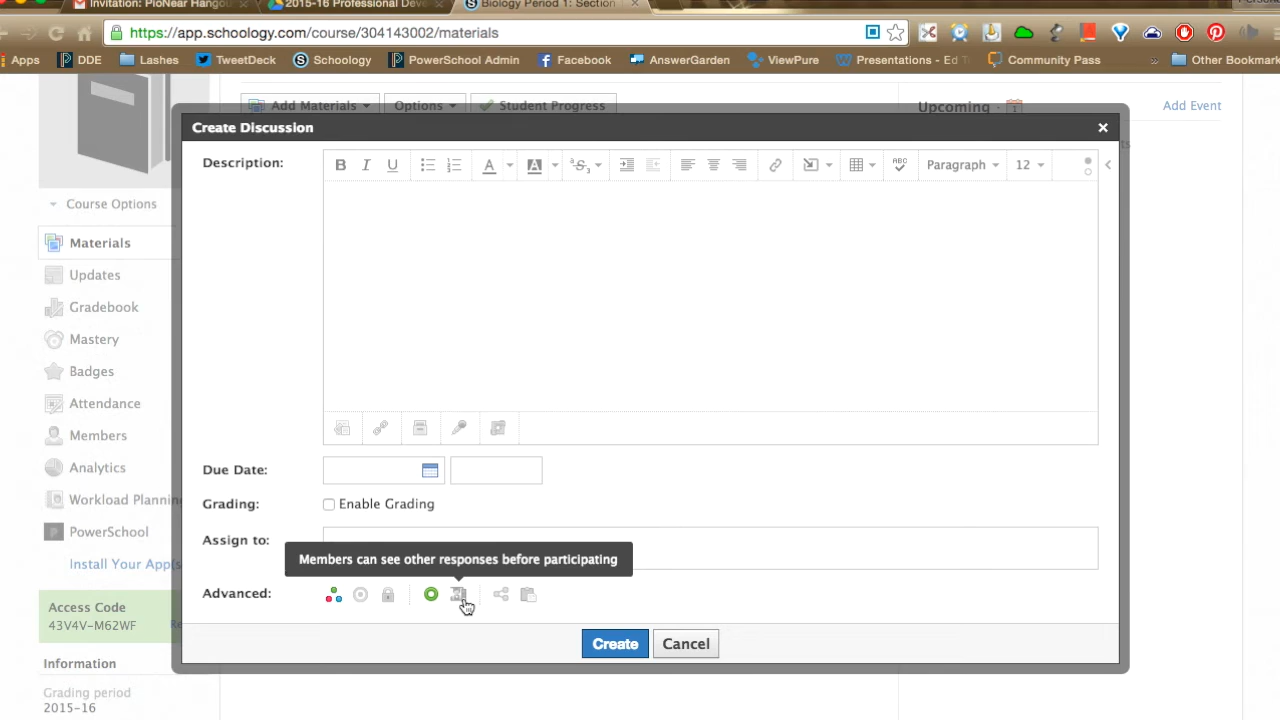 Invitation: PioNear Hangou
2015-16 Professional Deve
Biology Period 1: Section
https://app.schoology.com/course/304143002/materials
Apps
DDE
Lashes
TweetDeck
Schoology
PowerSchool Admin
Facebook
AnswerGarden
ViewPure
Presentations - Ed T
Community Pass
»
Other Bookmark
Add Materials
Options
Student Progress
Upcoming
Add Event
Create Discussion
Description:
B I U
A
A
S
ABC
Paragraph
12
Course Options
Materials
Updates
Gradebook
Mastery
Badges
Attendance
Members
Analytics
Workload Plannin
PowerSchool
Install Your App(s
Due Date:
Grading:
Enable Grading
Assign to:
Members can see other responses before participating
Advanced:
Create
Cancel
Access Code
43V4V-M62WF
Re
Information
Grading period
2015-16